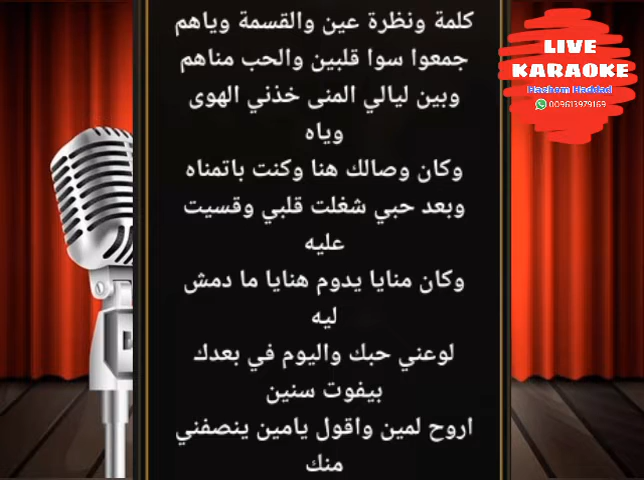 كلمة ونظرة عين والقسمة وياهم
جمعوا سوا قلبين والحب مناهم
وبين ليالي المنى خذني الهوى
وياه
وكان وصالك هنا وكنت باتمناه
وبعد حبي شغلت قلبي وقسيت
عليه
وكان منايا يدوم هنايا ما دمش
ليه
لوعني حبك واليوم في بعدك
بيفوت سنين
اروح لمين واقول يامين ينصفني
منك
LIVE
KARAOKE
Hashem Haddad
009613979169